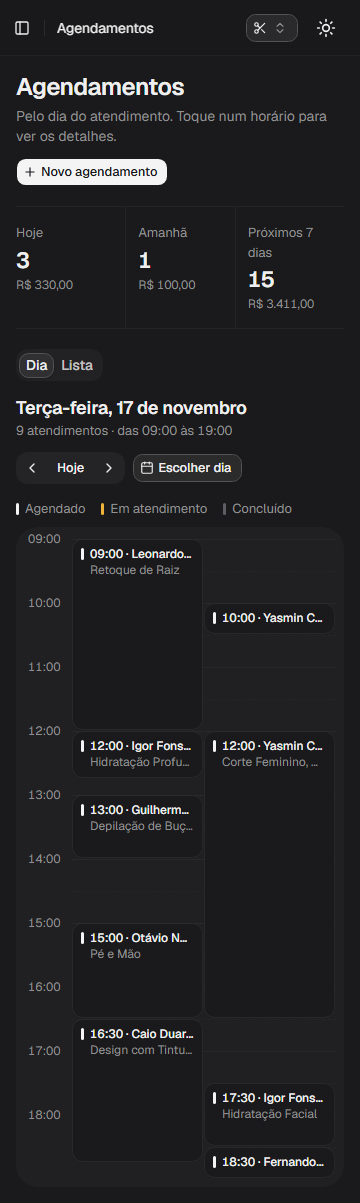 Agendamentos
Agendamentos
Pelo dia do atendimento. Toque num horário para
ver os detalhes.
Novo agendamento
Hoje
3
R$ 330,00
Amanhã
1
R$ 100,00
Próximos 7
dias
15
R$ 3.411,00
Dia
Lista
Terça-feira, 17 de novembro
9 atendimentos · das 09:00 às 19:00
Hoje
Escolher dia
Agendado
Em atendimento
Concluído
09:00
09:00 · Leonardo...
Retoque de Raiz
10:00
10:00 · Yasmin C...
11:00
12:00
12:00 · Igor Fons...
Hidratação Profu...
12:00 · Yasmin C...
Corte Feminino, ...
13:00
13:00 · Guilherm...
Depilação de Buç...
14:00
15:00
15:00 · Otávio N...
Pé e Mão
16:00
16:30 · Caio Duar...
Design com Tintu...
17:00
17:30 · Igor Fons...
Hidratação Facial
18:00
18:30 · Fernando...